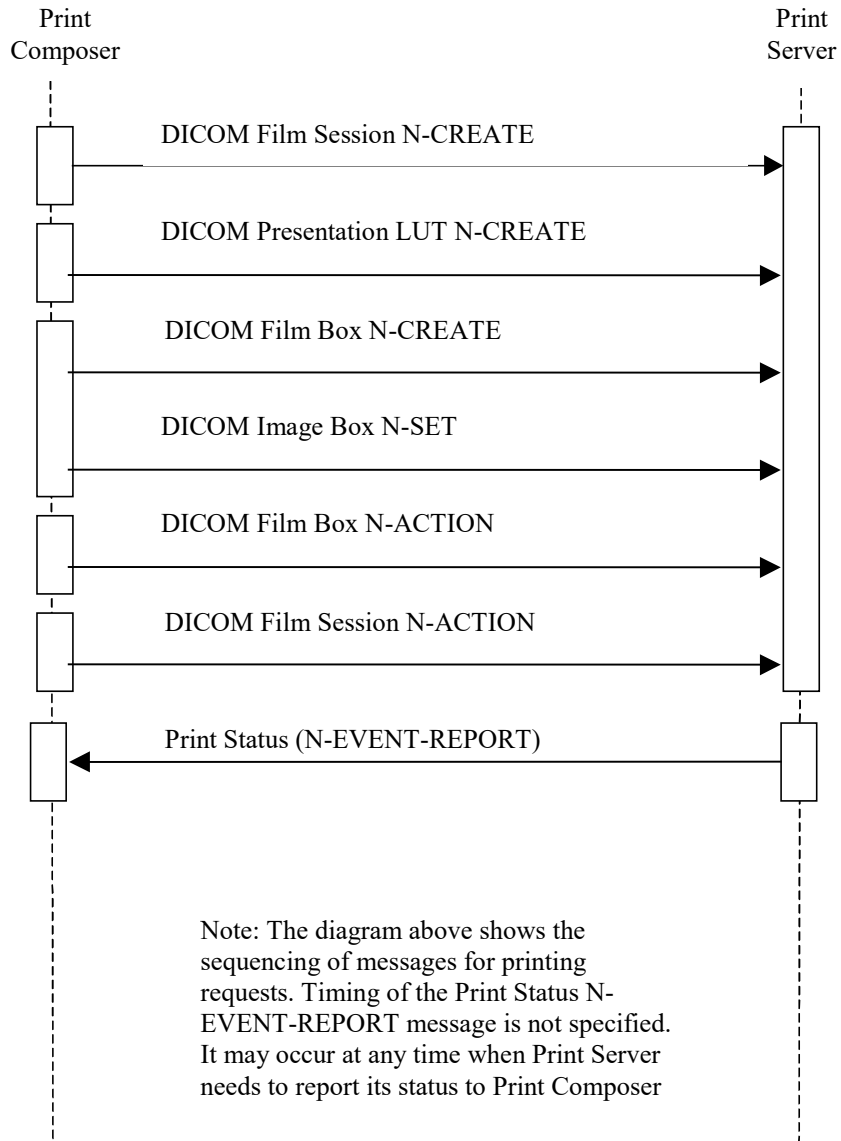 Print
Composer
Print
Server
DICOM Film Session N-CREATE
DICOM Presentation LUT N-CREATE
DICOM Film Box N-CREATE
DICOM Image Box N-SET
DICOM Film Box N-ACTION
DICOM Film Session N-ACTION
Print Status (N-EVENT-REPORT)
Note: The diagram above shows the
sequencing of messages for printing
requests. Timing of the Print Status N-
EVENT-REPORT message is not specified.
It may occur at any time when Print Server
needs to report its status to Print Composer